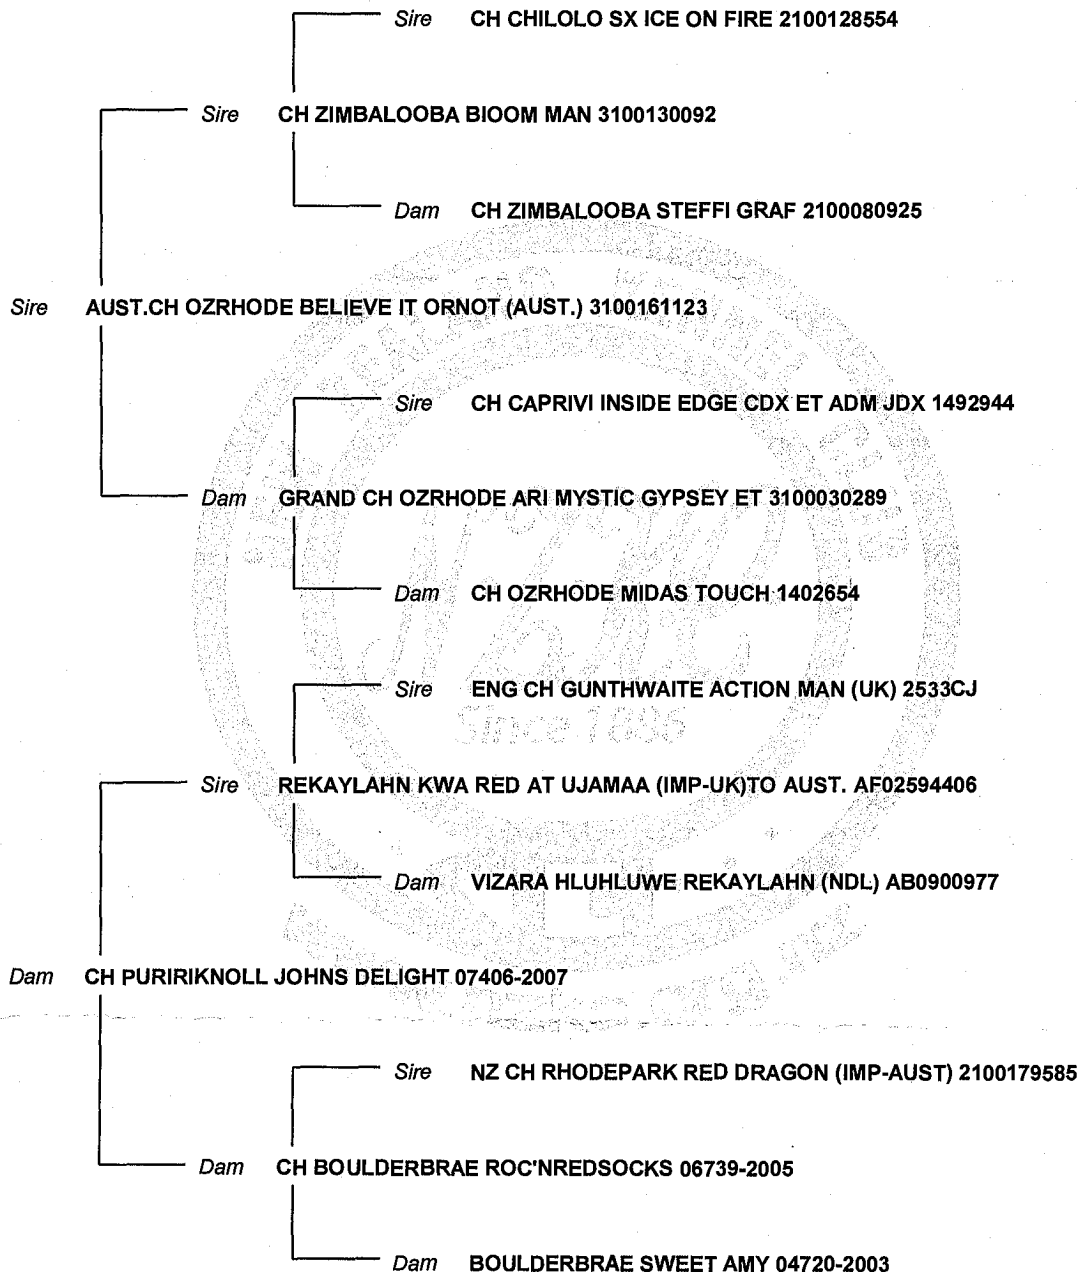 Sire CH CHILOLO SX ICE ON FIRE 2100128554
Sire CH ZIMBALOOBA BIOOM MAN 3100130092
Dam CH ZIMBALOOBA STEFFI GRAF 2100080925
Sire AUST.CH OZRHODE BELIEVE IT ORNOT (AUST.) 3100161123
Sire CH CAPRIVI INSIDE EDGE CDX ET ADM JDX 1492944
Dam GRAND CH OZRHODE ARI MYSTIC GYPSEY ET 3100030289
Dam CH OZRHODE MIDAS TOUCH 1402654
Sire ENG CH GUNTHWAITE ACTION MAN (UK) 2533CJ
Since 1886
Sire REKAYLAHN KWA RED AT UJAMAA (IMP-UK)TO AUST. AF02594406
Dam VIZARA HLUHLUWE REKAYLAHN (NDL) AB0900977
Dam CH PURIRIKNOLL JOHNS DELIGHT 07406-2007
Sire NZ CH RHODEPARK RED DRAGON (IMP-AUST) 2100179585
Dam CH BOULDERBRAE ROC'NREDSOCKS 06739-2005
Dam BOULDERBRAE SWEET AMY 04720-2003